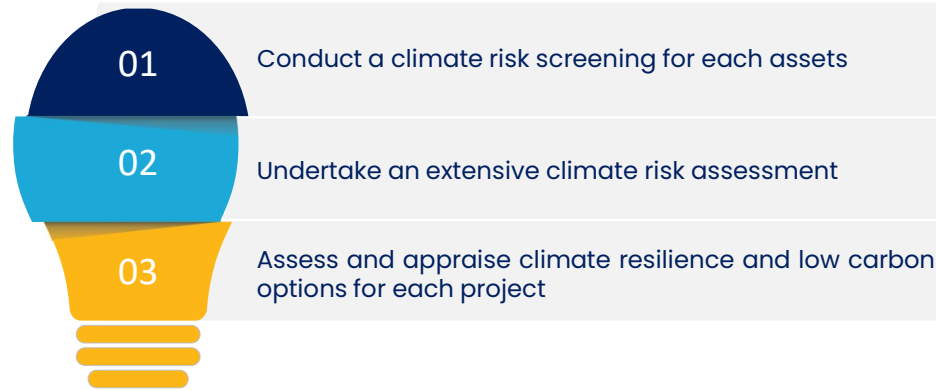 01
Conduct a climate risk screening for each assets
02
Undertake an extensive climate risk assessment
03
Assess and appraise climate resilience and low carbon
options for each project